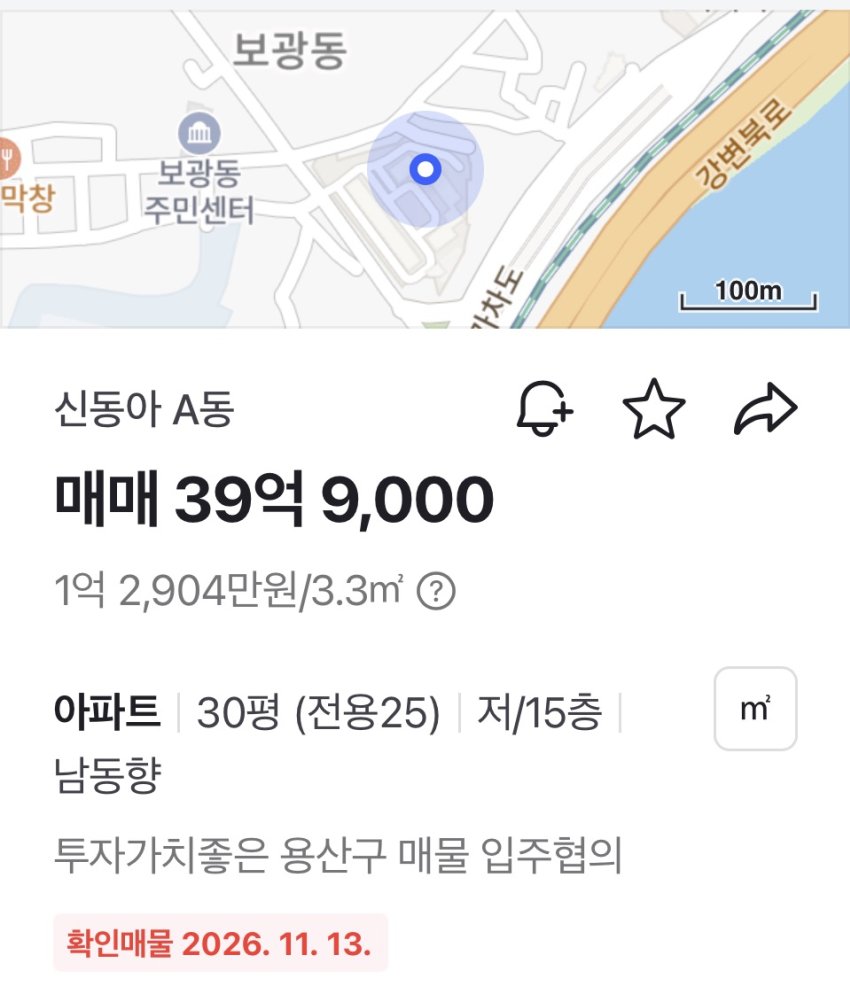 보광동
보광동
주민센터
막창
강변북로
100m
신동아 A동
매매 39억 9,000
1억 2,904만원/3.3㎡ ?
아파트 30평 (전용25) 저/15층
㎡
남동향
투자가치좋은 용산구 매물 입주협의
확인매물 2026. 11. 13.